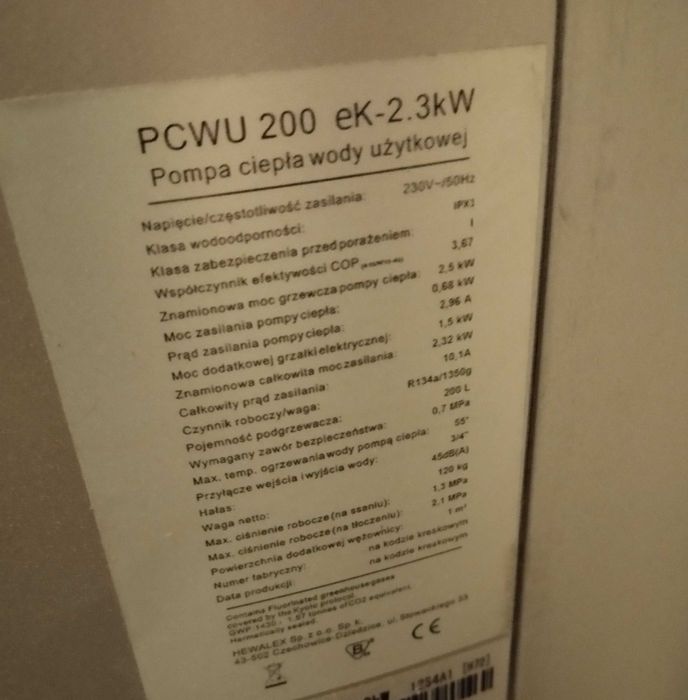 PCWU 200 eK-2.3kW
Pompa ciepła wody użytkowej
Napięcie/częstotliwość zasilania: 230V~/50Hz
Klasa wodoodporności: IPX1
Klasa zabezpieczenia przed porażeniem: I
Współczynnik efektywności COP 3,67
Znamionowa moc grzewcza pompy ciepła: 2,5 kW
Moc zasilania pompy ciepła: 0,68 kW
Prąd zasilania pompy ciepła: 2,96 A
Moc dodatkowej grzałki elektrycznej: 1,5 kW
Znamionowa całkowita moc zasilania: 2,32 kW
Całkowity prąd zasilania: 10,1A
Czynnik roboczy/waga: R134a/1350g
Pojemność podgrzewacza: 200 L
Wymagany zawór bezpieczeństwa: 0,7 MPa
Max. temp. ogrzewania wody pompą ciepła: 55°
Przyłącze wejścia i wyjścia wody: 3/4"
Hałas: 45dB(A)
Waga netto: 120 kg
Max. ciśnienie robocze (na ssaniu): 1,3 MPa
Max. ciśnienie robocze (na tłoczeniu): 2,1 MPa
Powierzchnia dodatkowej wężownicy: 1 m²
Numer fabryczny: na kodzie kreskowym
Data produkcji: na kodzie kreskowym
Contains Fluorinated greenhouse gases
covered by the Kyoto protocol.
GWP 1430 - 1,87 tonnes of CO2 equivalent.
Hermetically sealed.
HEWALEX Sp. z o.o. Sp. k.
43-502 Czechowice-Dziedzice, ul. Słowackiego 33
B
CE